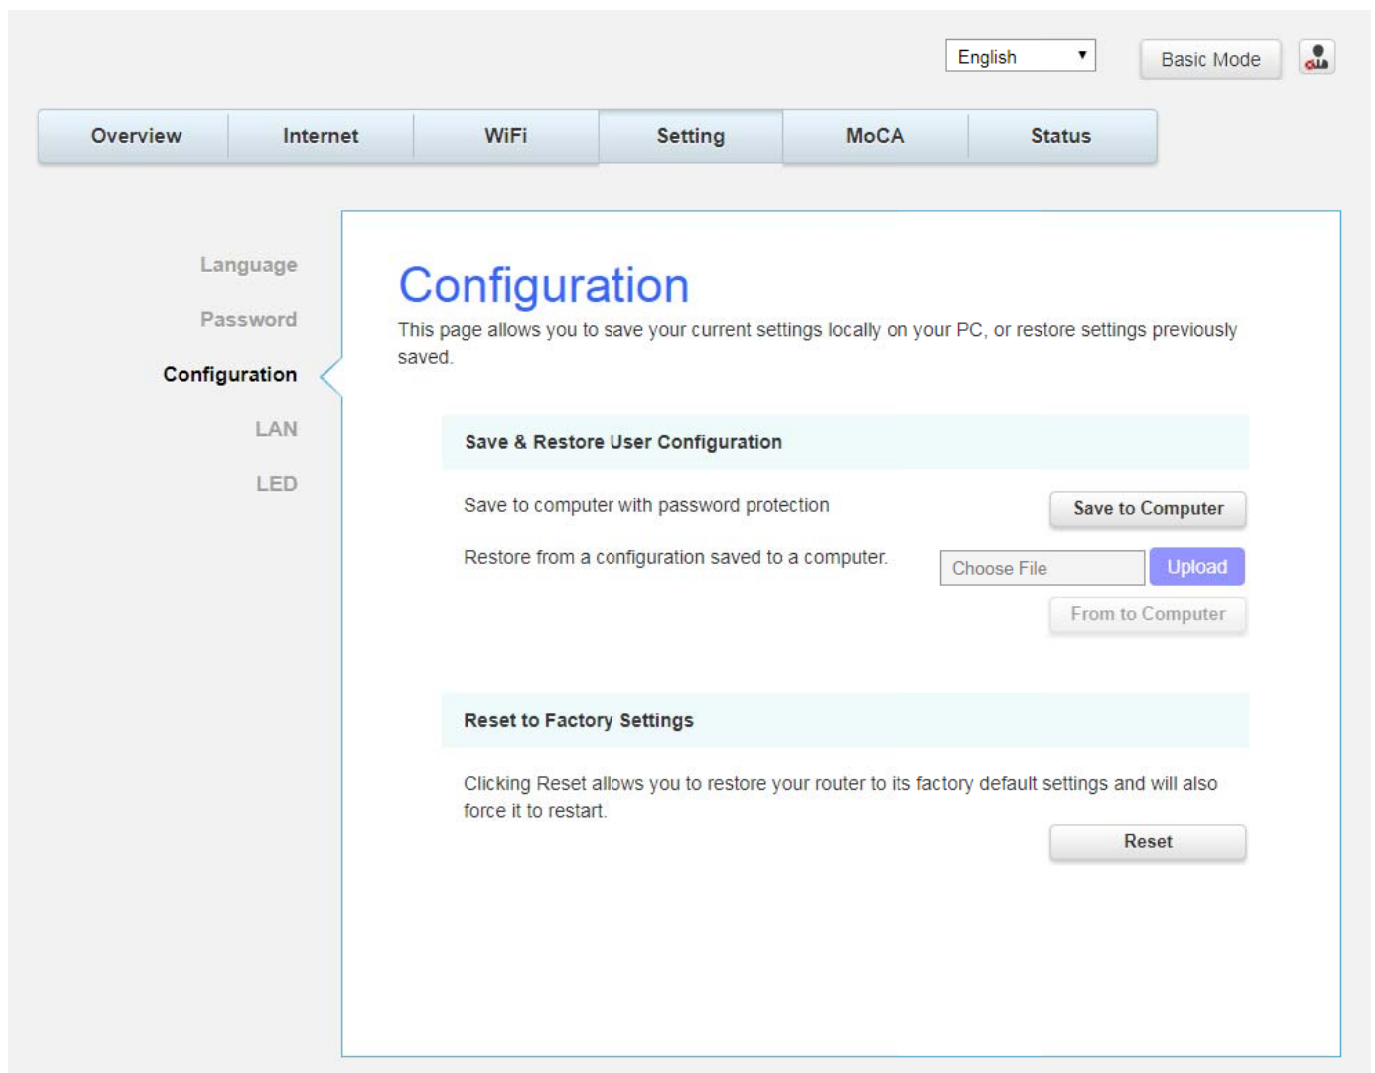 English
Basic Mode
Overview
Internet
WiFi
Setting
MoCA
Status
Language
Password
Configuration
LAN
LED
Configuration
This page allows you to save your current settings locally on your PC, or restore settings previously
saved.
Save & Restore User Configuration
Save to computer with password protection
Save to Computer
Restore from a configuration saved to a computer.
Choose File
Upload
From to Computer
Reset to Factory Settings
Clicking Reset allows you to restore your router to its factory default settings and will also
force it to restart.
Reset